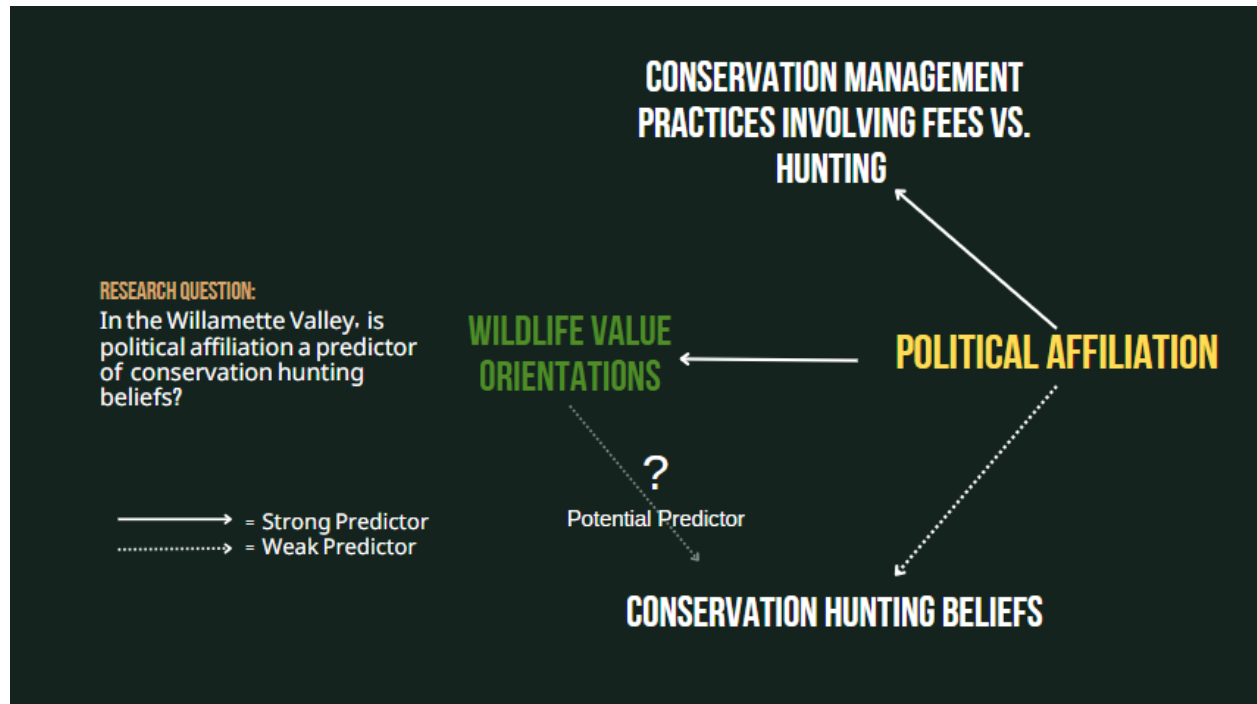 CONSERVATION MANAGEMENT
PRACTICES INVOLVING FEES VS.
HUNTING
RESEARCH QUESTION:
In the Willamette Valley, is
political affiliation a predictor
of conservation hunting
beliefs?
WILDLIFE VALUE
ORIENTATIONS
POLITICAL AFFILIATION
?
Potential Predictor
= Strong Predictor
= Weak Predictor
CONSERVATION HUNTING BELIEFS